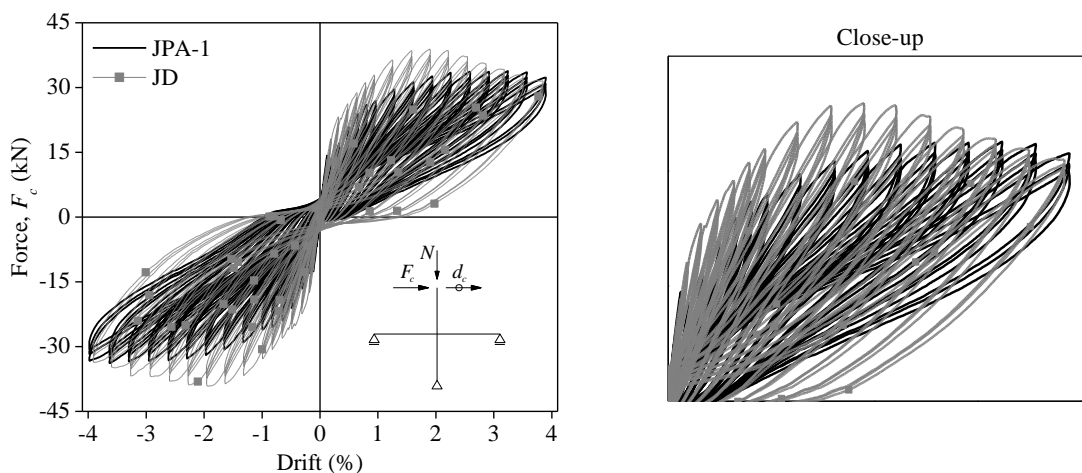 Close-up
45
30
15
0
-15
-30
-45
Force, F_c (kN)
JPA-1
JD
N
F_c
d_c
-4 -3 -2 -1 0 1 2 3 4
Drift (%)